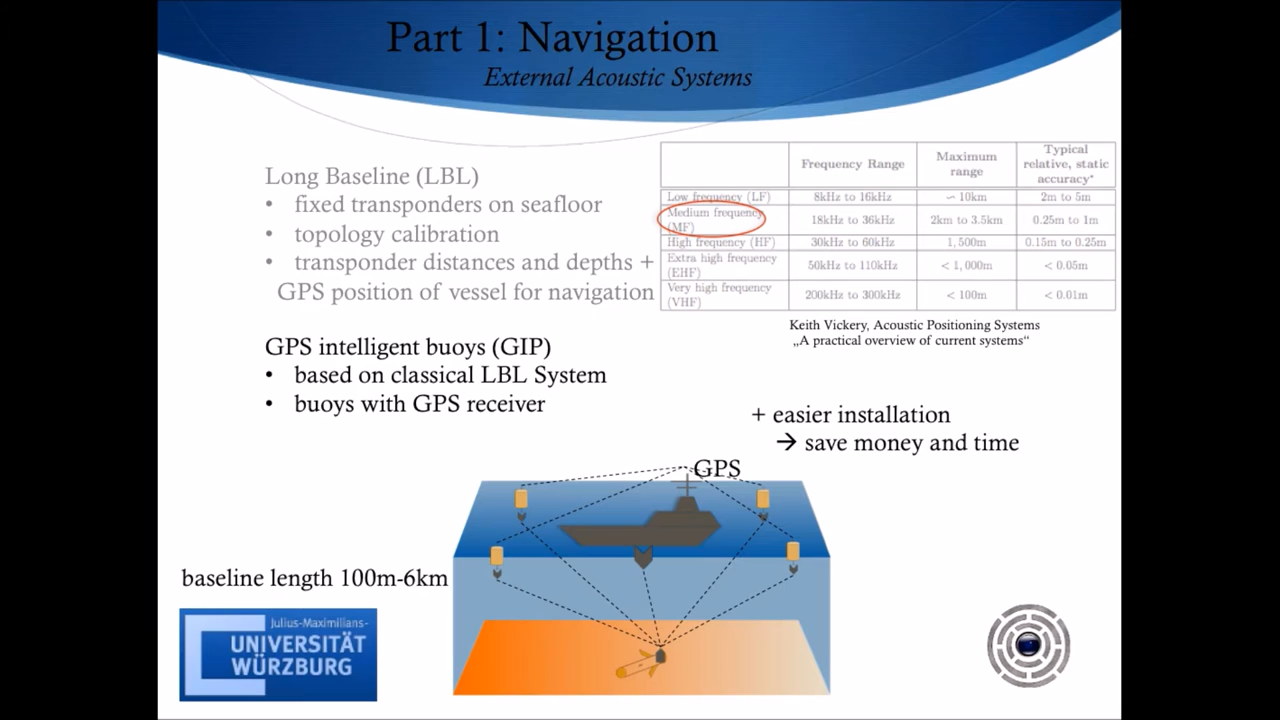 Part 1: Navigation
External Acoustic Systems
Long Baseline (LBL)
• fixed transponders on seafloor
• topology calibration
• transponder distances and depths +
GPS position of vessel for navigation
Frequency Range Maximum range Typical relative, static accuracy*
Low frequency (LF) 8kHz to 16kHz ∽ 10km 2m to 5m
Medium frequency (MF) 18kHz to 36kHz 2km to 3.5km 0.25m to 1m
High frequency (HF) 30kHz to 60kHz 1,500m 0.15m to 0.25m
Extra high frequency (EHF) 50kHz to 110kHz < 1,000m < 0.05m
Very high frequency (VHF) 200kHz to 300kHz < 100m < 0.01m
Keith Vickery, Acoustic Positioning Systems
„A practical overview of current systems“
GPS intelligent buoys (GIP)
• based on classical LBL System
• buoys with GPS receiver
+ easier installation
→ save money and time
GPS
baseline length 100m-6km
Julius-Maximilians-
UNIVERSITÄT
WÜRZBURG